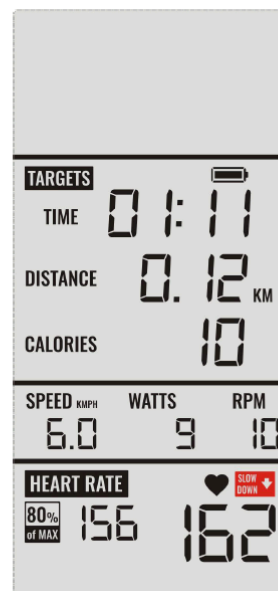 TARGETS
TIME 01:11
DISTANCE 0.12 KM
CALORIES 10
SPEED KMPH WATTS RPM
6.0 9 10
HEART RATE SLOW DOWN
80% of MAX 156 162